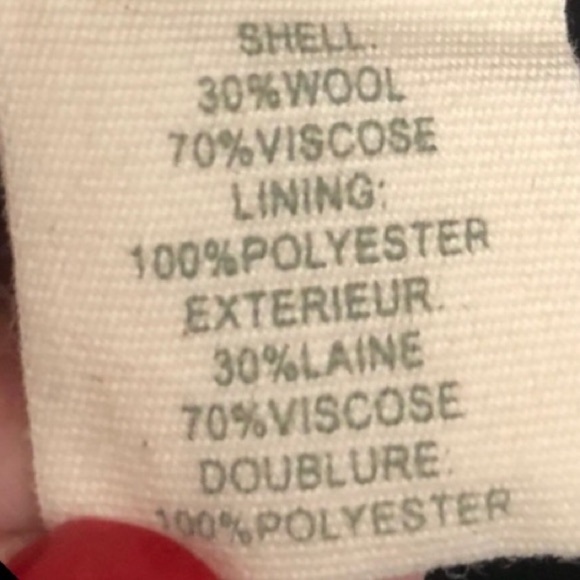 SHELL:
30%WOOL
70%VISCOSE
LINING:
100%POLYESTER
EXTERIEUR:
30%LAINE
70%VISCOSE
DOUBLURE:
100%POLYESTER